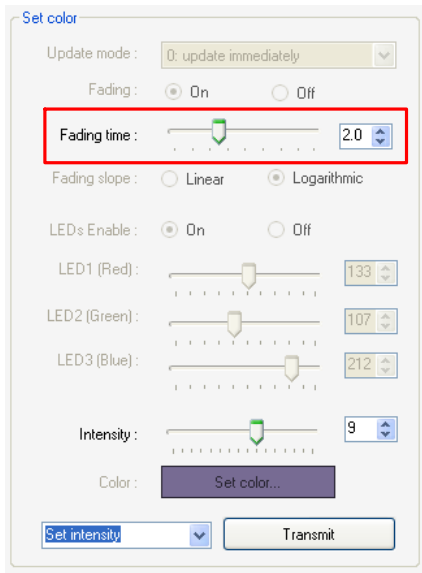 Set color
Update mode : 0: update immediately
Fading : On Off
Fading time : 2.0
Fading slope : Linear Logarithmic
LEDs Enable : On Off
LED1 (Red) : 133
LED2 (Green) : 107
LED3 (Blue) : 212
Intensity : 9
Color : Set color...
Set intensity Transmit